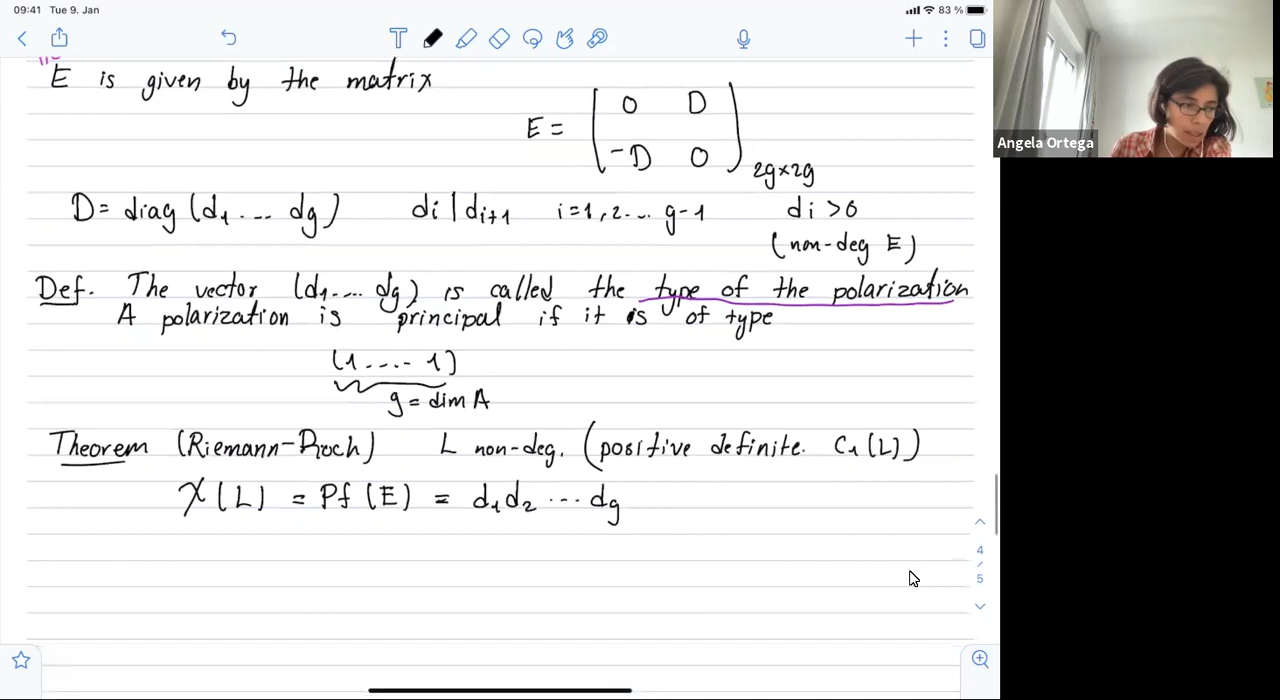 09:41 Tue 9. Jan
83 %
E is given by the matrix
E = ( 0 D
-D 0 ) 2g×2g
D = diag (d1 .... dg) di | di+1 i=1,2.... g-1 di >0
(non-deg E)
Def. The vector (d1.... dg) is called the type of the polarization
A polarization is principal if it is of type
(1 .... 1)
g = dim A
Theorem (Riemann-Roch) L non-deg. (positive definite. C1(L))
χ(L) = Pf(E) = d1d2 ... dg
Angela Ortega
4
/
5